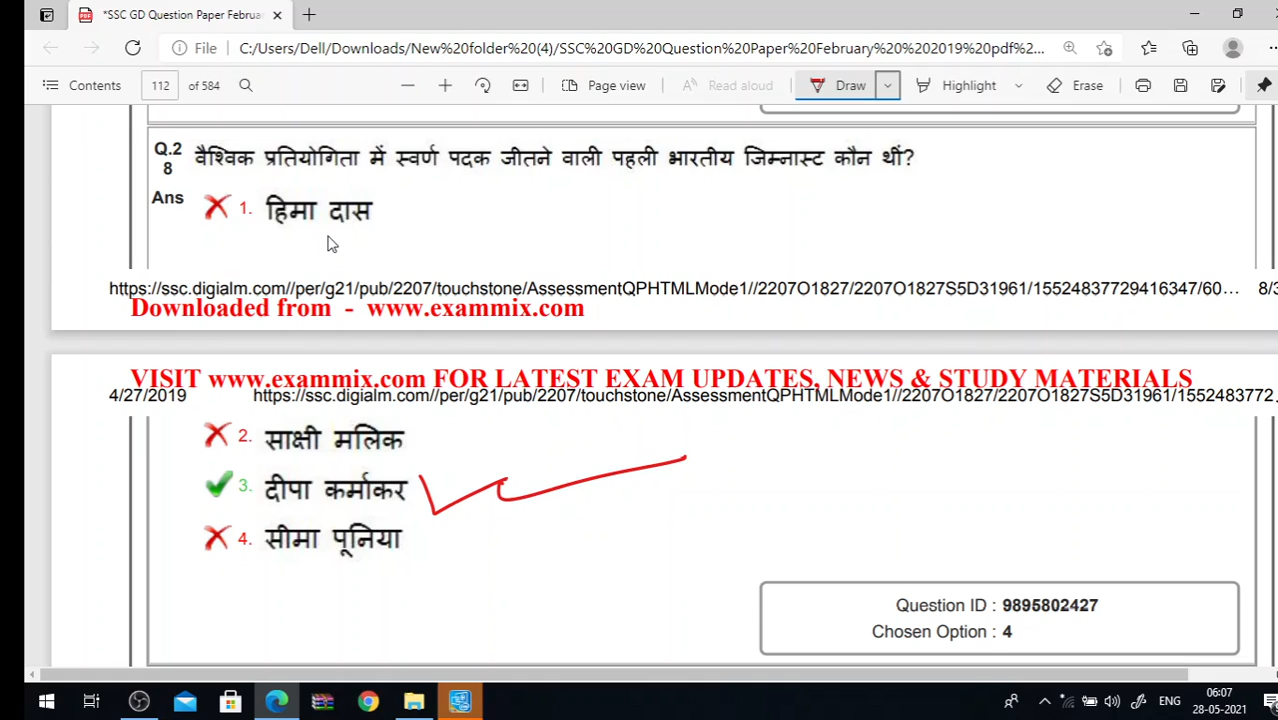 *SSC GD Question Paper Februar
File C:/Users/Dell/Downloads/New%20folder%20(4)/SSC%20GD%20Question%20Paper%20February%20%202019%20pdf%...
Contents 112 of 584 Page view Read aloud Draw Highlight Erase
Q.2 वैश्विक प्रतियोगिता में स्वर्ण पदक जीतने वाली पहली भारतीय जिम्नास्ट कौन थीं?
8
Ans 1. हिमा दास
https://ssc.digialm.com//per/g21/pub/2207/touchstone/AssessmentQPHTMLMode1//2207O1827/2207O1827S5D31961/15524837729416347/60... 8/3
Downloaded from - www.exammix.com
VISIT www.exammix.com FOR LATEST EXAM UPDATES, NEWS & STUDY MATERIALS
4/27/2019 https://ssc.digialm.com//per/g21/pub/2207/touchstone/AssessmentQPHTMLMode1//2207O1827/2207O1827S5D31961/1552483772
2. साक्षी मलिक
3. दीपा कर्माकर
4. सीमा पूनिया
Question ID : 9895802427
Chosen Option : 4
ENG 06:07
28-05-2021